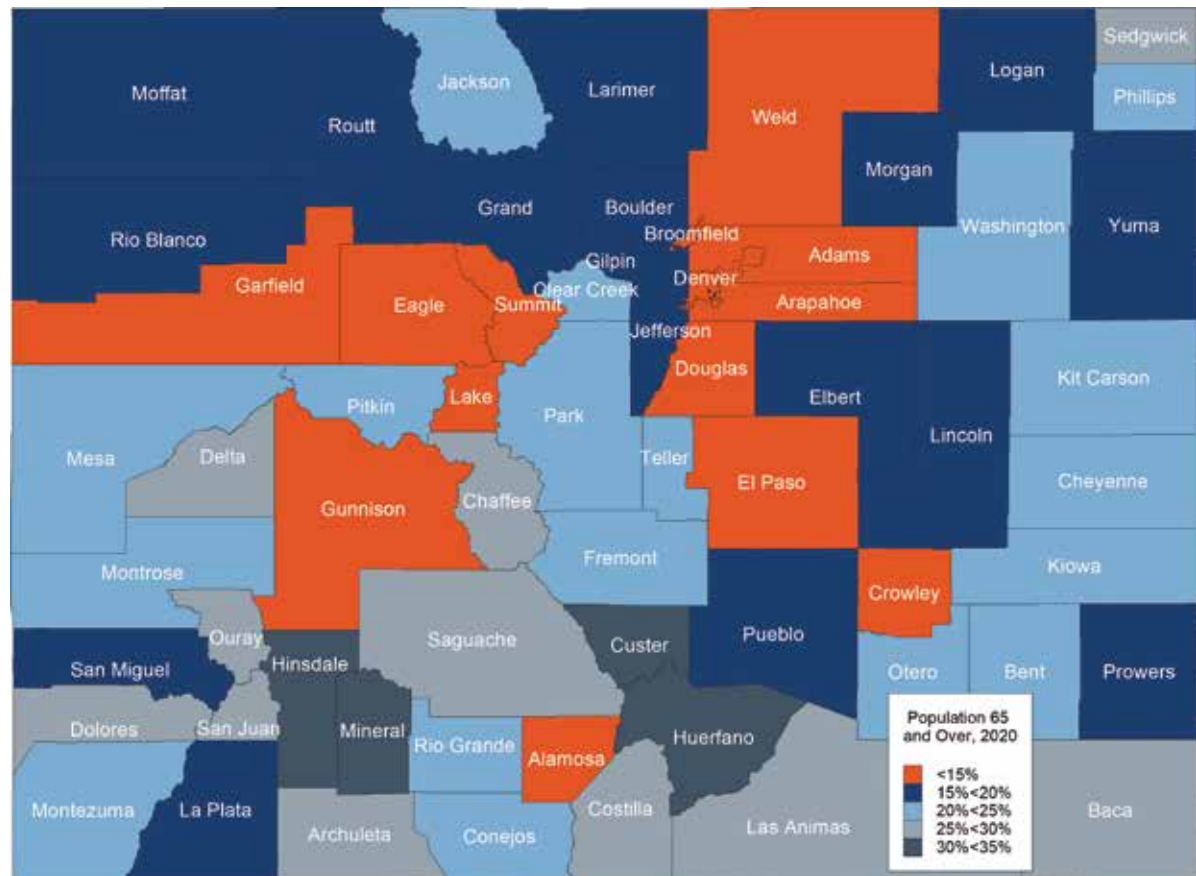 Sedgwick
Logan
Jackson
Larimer
Moffat
Phillips
Weld
Routt
Morgan
Grand
Boulder
Washington
Yuma
Rio Blanco
Broomfield
Adams
Gilpin
Denver
Garfield
Clear Creek
Eagle
Summit
Arapahoe
Jefferson
Douglas
Kit Carson
Lake
Elbert
Pitkin
Park
Lincoln
Mesa
Delta
Teller
El Paso
Cheyenne
Chaffee
Gunnison
Fremont
Montrose
Kiowa
Crowley
Ouray
Saguache
Custer
Pueblo
Hinsdale
San Miguel
Otero
Bent
Prowers
Dolores
San Juan
Mineral
Rio Grande
Huerfano
Alamosa
Population 65
and Over, 2020
<15%
15%<20%
20%<25%
25%<30%
30%<35%
Montezuma
La Plata
Costilla
Archuleta
Conejos
Las Animas
Baca